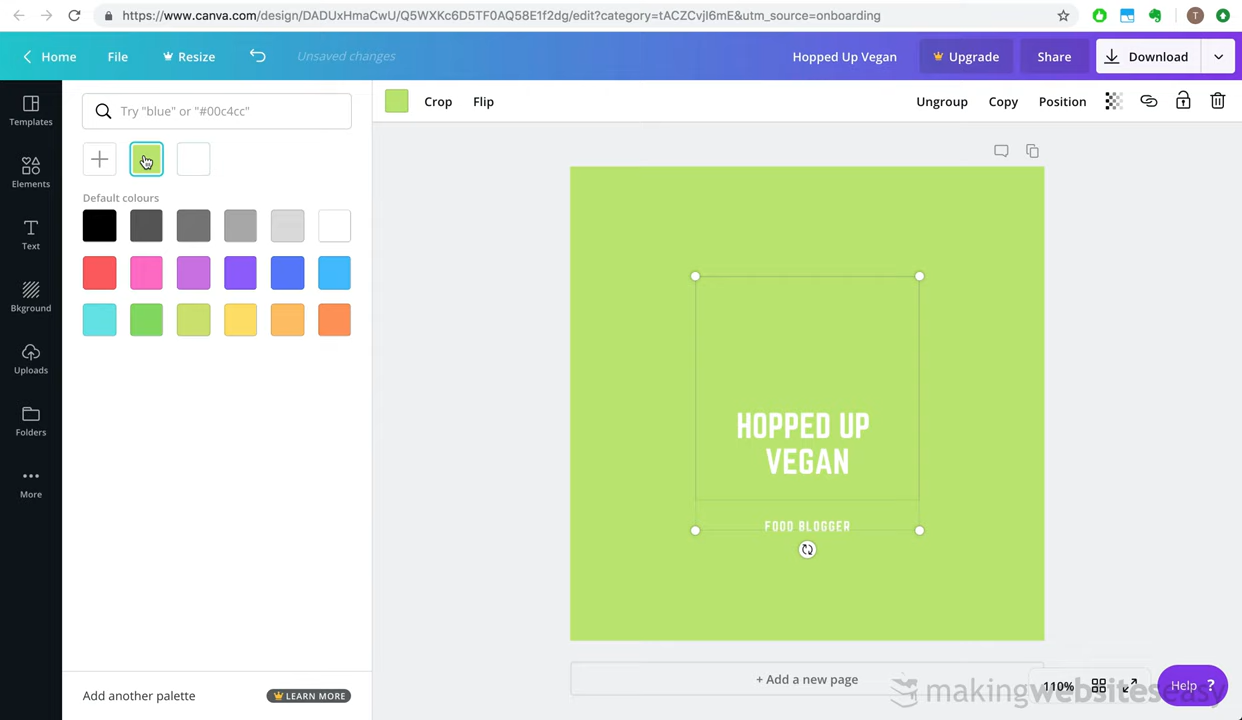 https://www.canva.com/design/DADUxHmaCwU/Q5WXKc6D5TF0AQ58E1f2dg/edit?category=tACZCvjI6mE&utm_source=onboarding
T
Home File Resize Unsaved changes Hopped Up Vegan Upgrade Share Download
Templates
Elements
Text
Bkground
Uploads
Folders
More
Try "blue" or "#00c4cc"
Default colours
Add another palette LEARN MORE
Crop Flip Ungroup Copy Position
HOPPED UP
VEGAN
FOOD BLOGGER
+ Add a new page
110%
Help ?
makingwebsiteseasy